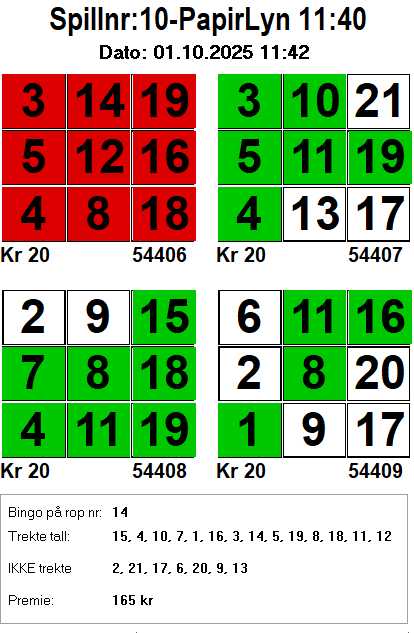 Spillnr:10-PapirLyn 11:40
Dato: 01.10.2025 11:42
3 14 19
5 12 16
4 8 18
Kr 20 54406
3 10 21
5 11 19
4 13 17
Kr 20 54407
2 9 15
7 8 18
4 11 19
Kr 20 54408
6 11 16
2 8 20
1 9 17
Kr 20 54409
Bingo på rop nr: 14
Trekte tall: 15, 4, 10, 7, 1, 16, 3, 14, 5, 19, 8, 18, 11, 12
IKKE trekte 2, 21, 17, 6, 20, 9, 13
Premie: 165 kr